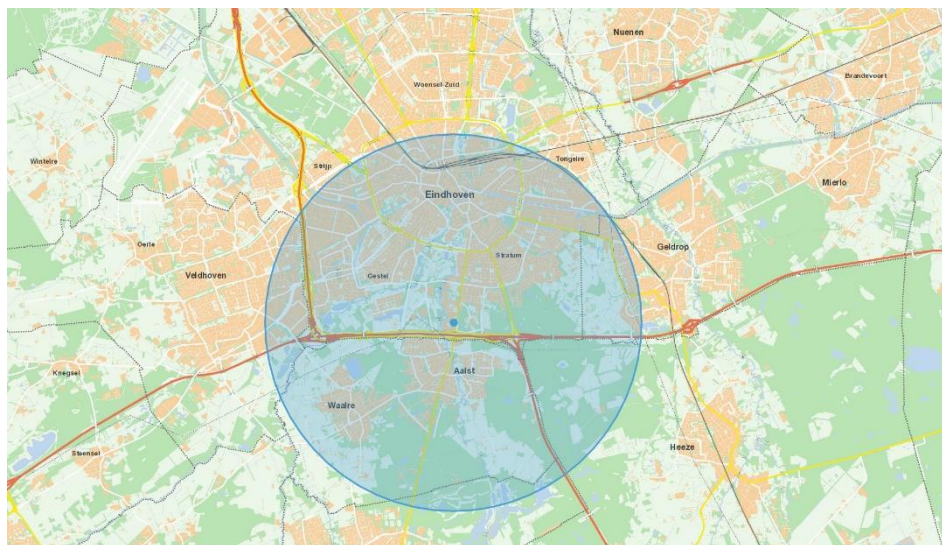 Nuenen
Woensel-Zuid
Brandevoort
Wintelre
Strijp
Tongelre
Eindhoven
Mierlo
Oerle
Geldrop
Veldhoven
Gestel
Stratum
Knegsel
Aalst
Waalre
Steensel
Heeze